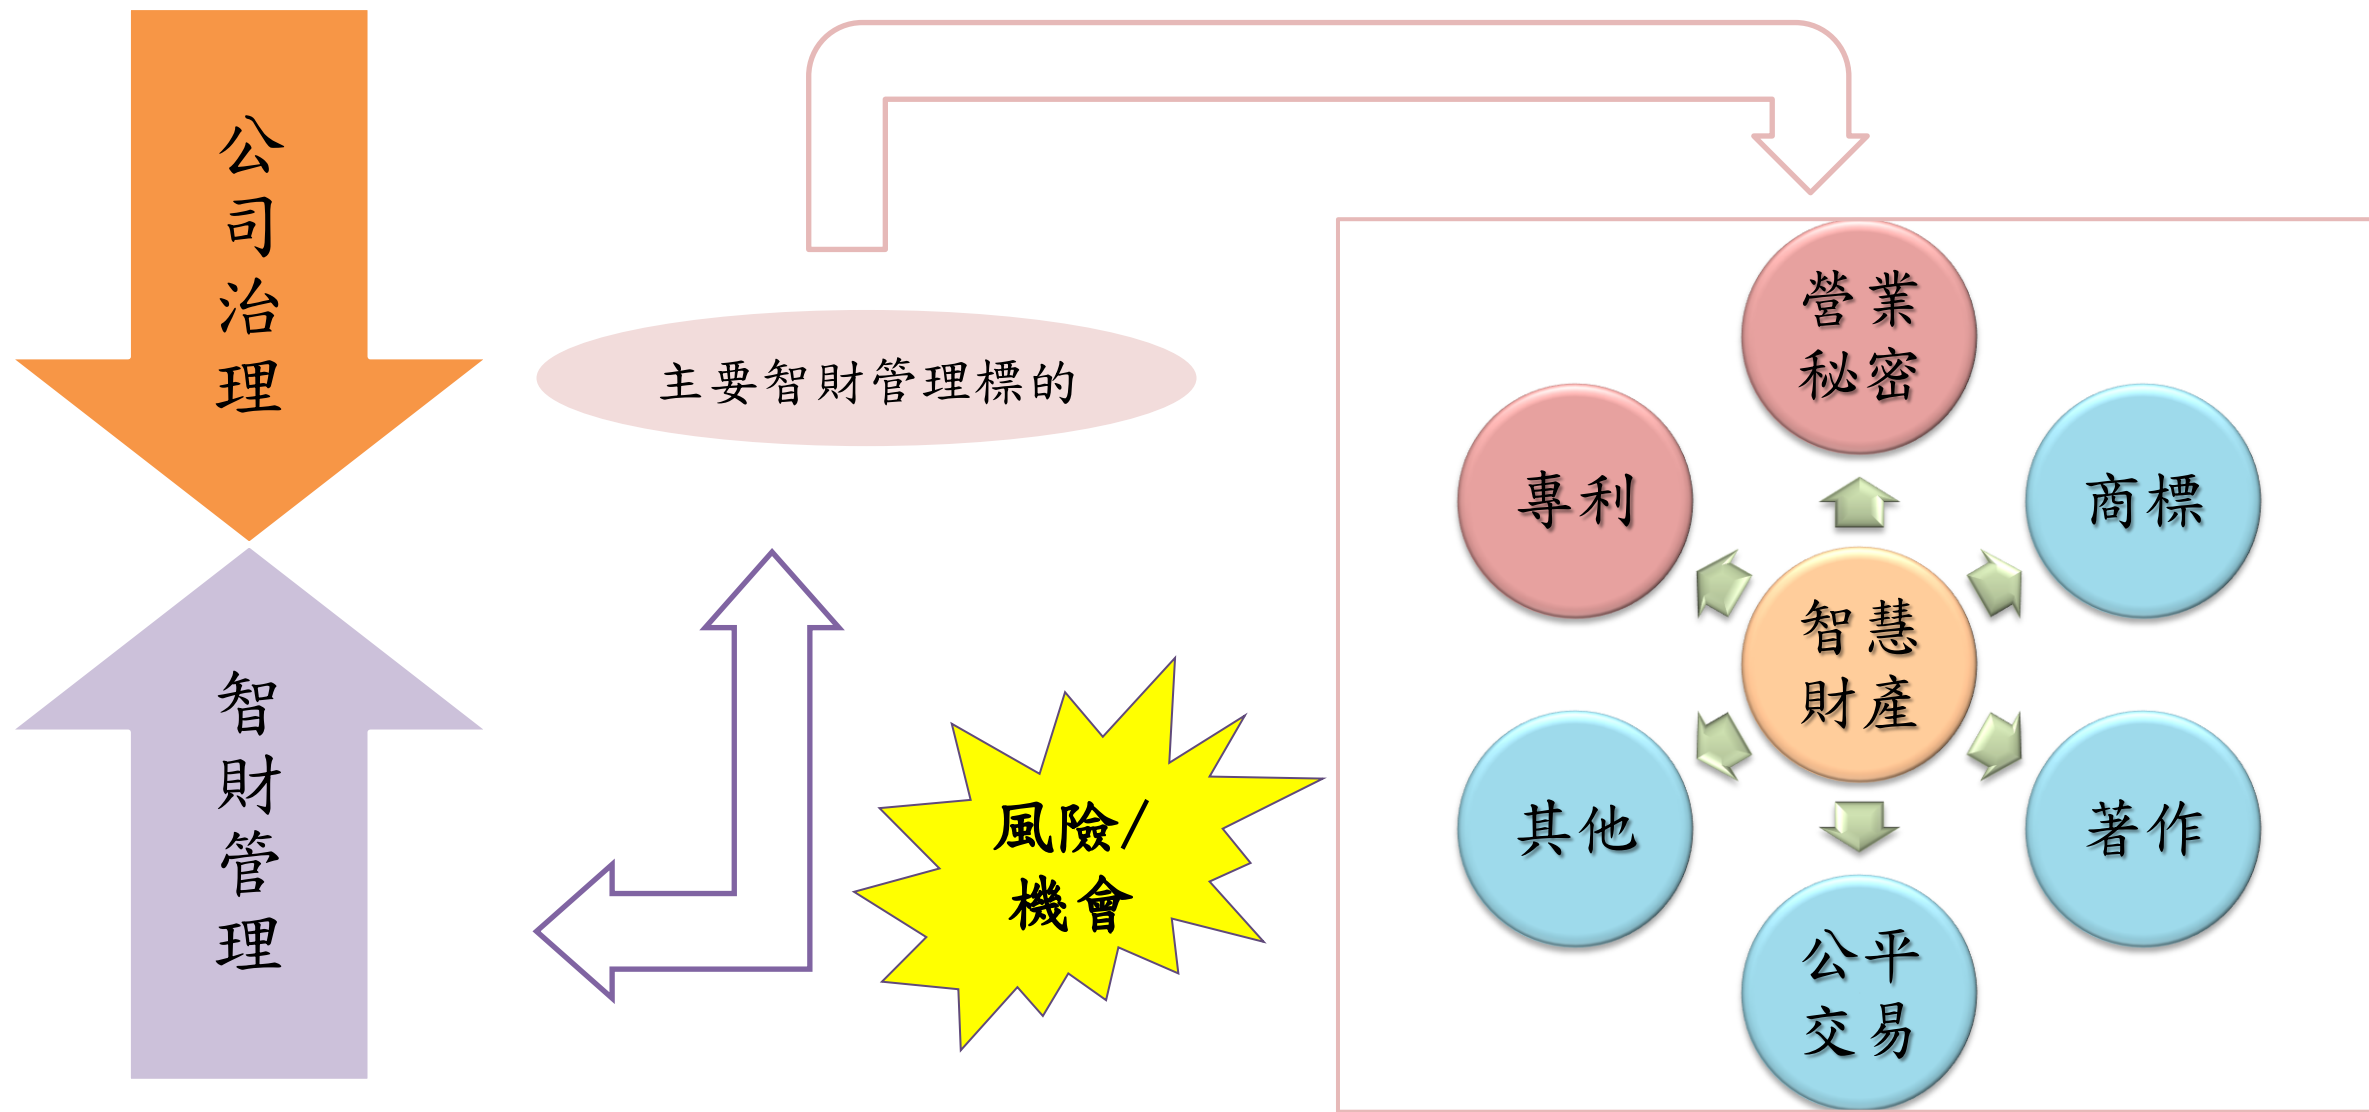 公司治理
智財管理
主要智財管理標的
風險/
機會
營業
秘密
專利
商標
智慧
財產
其他
著作
公平
交易